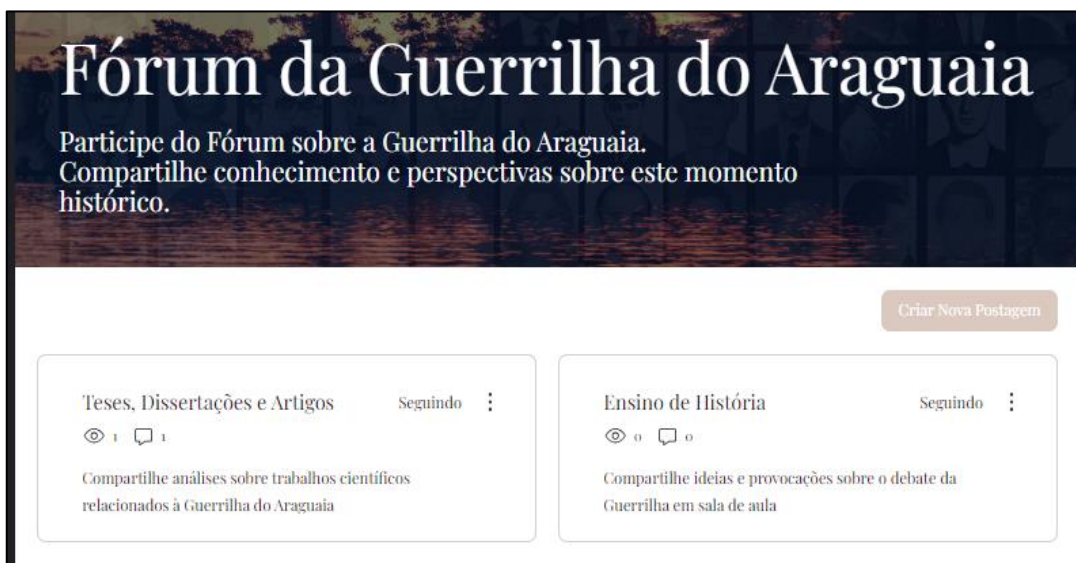 Fórum da Guerrilha do Araguaia
Participe do Fórum sobre a Guerrilha do Araguaia.
Compartilhe conhecimento e perspectivas sobre este momento
histórico.
Criar Nova Postagem
Teses, Dissertações e Artigos Seguindo
1 1
Compartilhe análises sobre trabalhos científicos
relacionados à Guerrilha do Araguaia
Ensino de História Seguindo
0 0
Compartilhe ideias e provocações sobre o debate da
Guerrilha em sala de aula